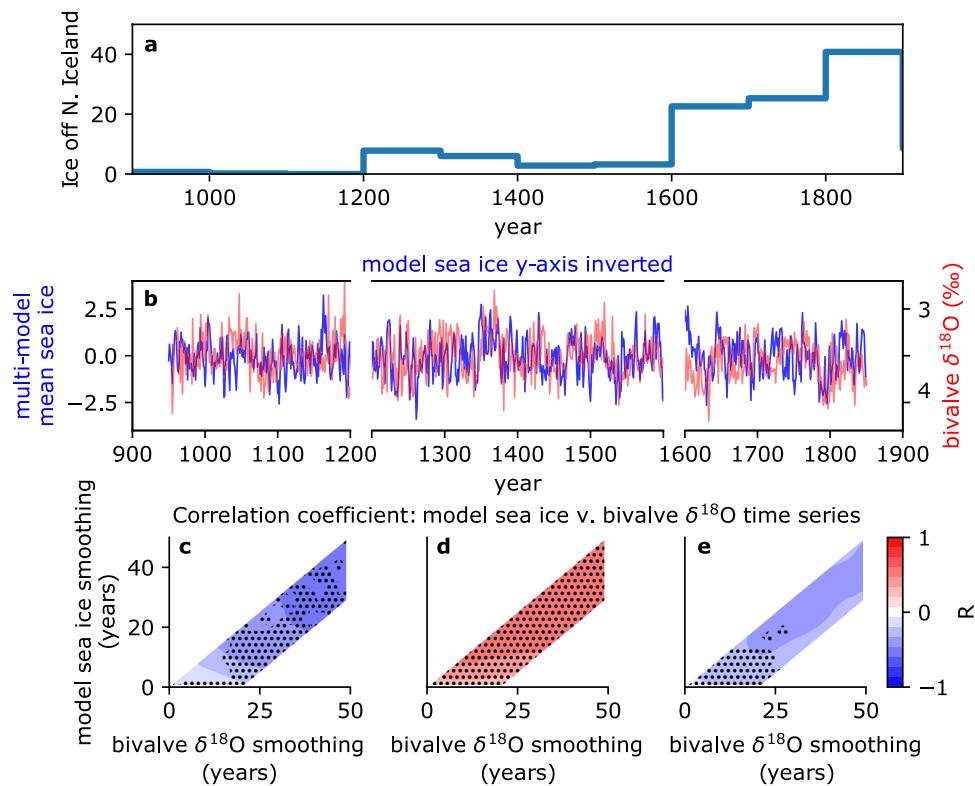 a
Ice off N. Iceland
40
20
0
1000 1200 1400 1600 1800
year
model sea ice y-axis inverted
b
multi-model
mean sea ice
2.5
0.0
−2.5
3
4
bivalve δ¹⁸O (‰)
900 1000 1100 1200 1300 1400 1500 1600 1700 1800 1900
year
Correlation coefficient: model sea ice v. bivalve δ¹⁸O time series
c d e
model sea ice smoothing
(years)
40
20
0
0 25 50 0 25 50 0 25 50
1
0
−1
R
bivalve δ¹⁸O smoothing bivalve δ¹⁸O smoothing bivalve δ¹⁸O smoothing
(years) (years) (years)